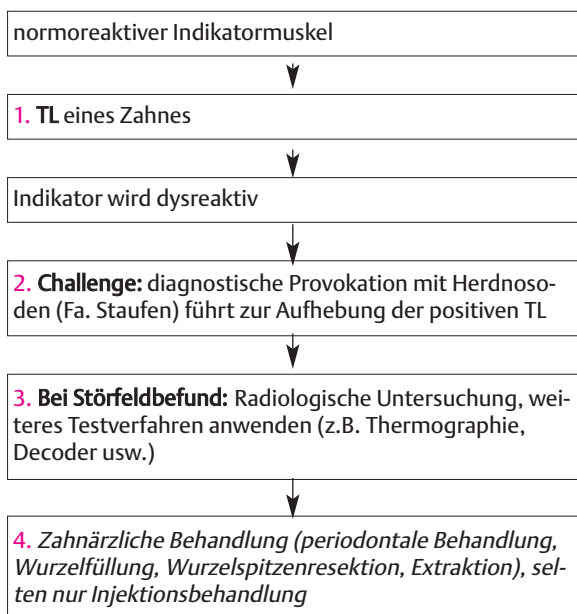 normoreaktiver Indikatormuskel
1. TL eines Zahnes
Indikator wird dysreaktiv
2. Challenge: diagnostische Provokation mit Herdnoso-
den (Fa. Staufen) führt zur Aufhebung der positiven TL
3. Bei Störfeldbefund: Radiologische Untersuchung, wei-
teres Testverfahren anwenden (z.B. Thermographie,
Decoder usw.)
4. Zahnärzliche Behandlung (periodontale Behandlung,
Wurzelfüllung, Wurzelspitzenresektion, Extraktion), sel-
ten nur Injektionsbehandlung